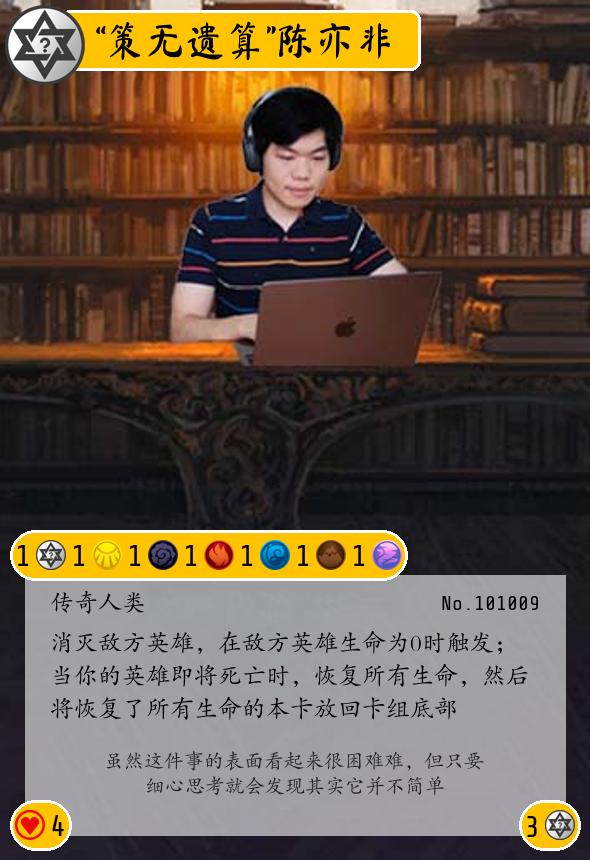 ?
“策无遗算”陈亦非
1 ? 1 1 1 1 1 1
传奇人类 No.101009
消灭敌方英雄，在敌方英雄生命为0时触发；
当你的英雄即将死亡时，恢复所有生命，然后
将恢复了所有生命的本卡放回卡组底部
虽然这件事的表面看起来很困难难，但只要
细心思考就会发现其实它并不简单
4 3 ?